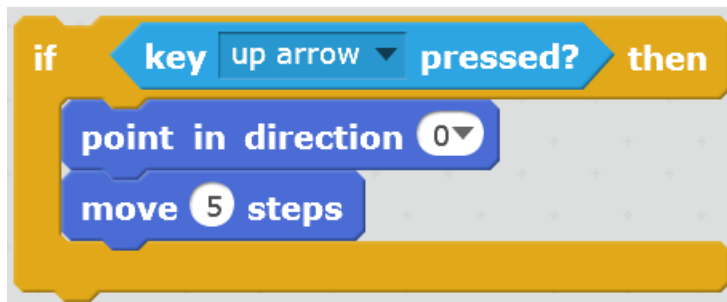 if key up arrow pressed? then
point in direction 0
move 5 steps